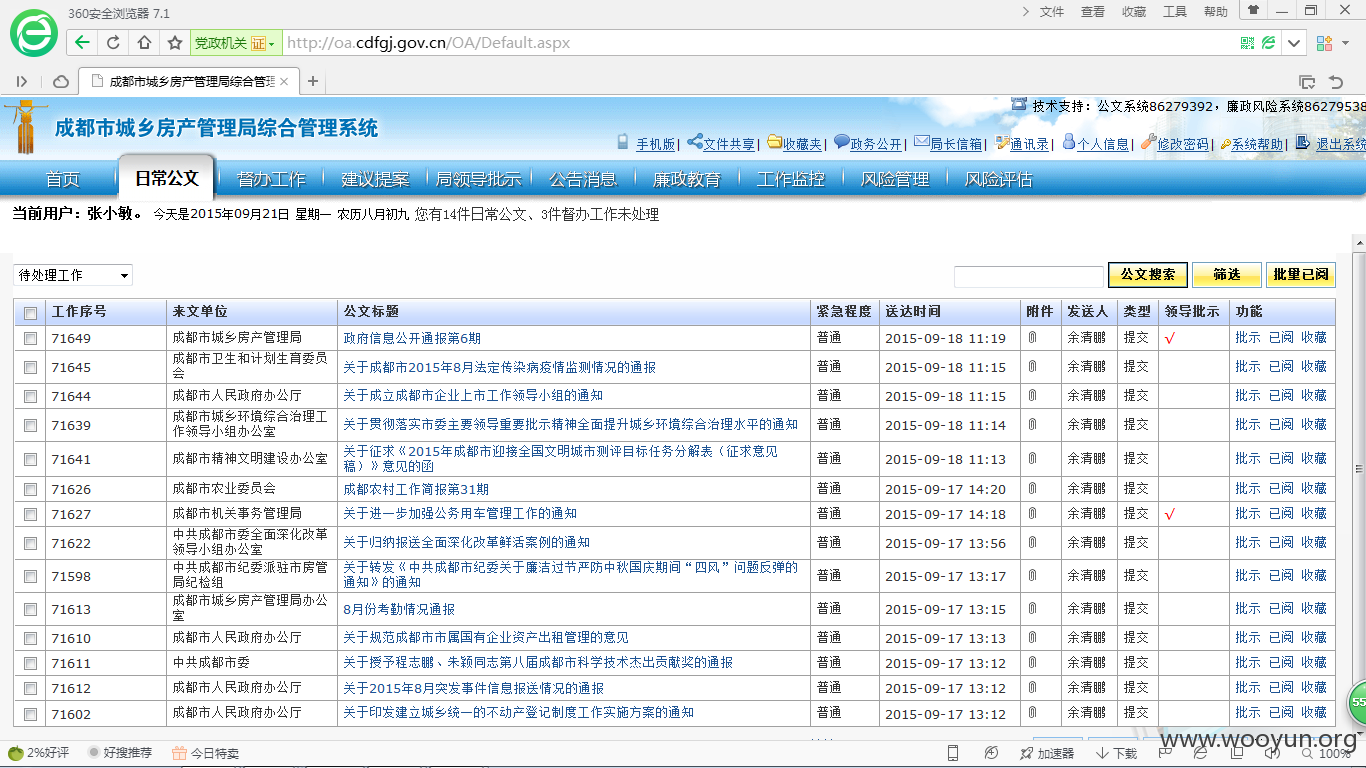 360安全浏览器 7.1
文件 查看 收藏 工具 帮助
党政机关 证 http://oa.cdfgj.gov.cn/OA/Default.aspx
成都市城乡房产管理局综合管理
成都市城乡房产管理局综合管理系统
技术支持：公文系统86279392，廉政风险系统86279538
手机版| 文件共享| 收藏夹| 政务公开| 局长信箱| 通讯录| 个人信息| 修改密码| 系统帮助| 退出系统
首页 日常公文 督办工作 建议提案 局领导批示 公告消息 廉政教育 工作监控 风险管理 风险评估
当前用户：张小敏。 今天是2015年09月21日 星期一 农历八月初九 您有14件日常公文、3件督办工作未处理
待处理工作 公文搜索 筛选 批量已阅
工作序号 来文单位 公文标题 紧急程度 送达时间 附件 发送人 类型 领导批示 功能
71649 成都市城乡房产管理局 政府信息公开通报第6期 普通 2015-09-18 11:19 余清鹏 提交 √ 批示 已阅 收藏
71645 成都市卫生和计划生育委员会 关于成都市2015年8月法定传染病疫情监测情况的通报 普通 2015-09-18 11:15 余清鹏 提交 批示 已阅 收藏
71644 成都市人民政府办公厅 关于成立成都市企业上市工作领导小组的通知 普通 2015-09-18 11:15 余清鹏 提交 批示 已阅 收藏
71639 成都市城乡环境综合治理工作领导小组办公室 关于贯彻落实市委主要领导重要批示精神全面提升城乡环境综合治理水平的通知 普通 2015-09-18 11:14 余清鹏 提交 批示 已阅 收藏
71641 成都市精神文明建设办公室 关于征求《2015年成都市迎接全国文明城市测评目标任务分解表（征求意见稿）》意见的函 普通 2015-09-18 11:13 余清鹏 提交 批示 已阅 收藏
71626 成都市农业委员会 成都农村工作简报第31期 普通 2015-09-17 14:20 余清鹏 提交 批示 已阅 收藏
71627 成都市机关事务管理局 关于进一步加强公务用车管理工作的通知 普通 2015-09-17 14:18 余清鹏 提交 √ 批示 已阅 收藏
71622 中共成都市委全面深化改革领导小组办公室 关于归纳报送全面深化改革鲜活案例的通知 普通 2015-09-17 13:56 余清鹏 提交 批示 已阅 收藏
71598 中共成都市纪委派驻市房管局纪检组 关于转发《中共成都市纪委关于廉洁过节严防中秋国庆期间“四风”问题反弹的通知》的通知 普通 2015-09-17 13:17 余清鹏 提交 批示 已阅 收藏
71613 成都市城乡房产管理局办公室 8月份考勤情况通报 普通 2015-09-17 13:15 余清鹏 提交 批示 已阅 收藏
71610 成都市人民政府办公厅 关于规范成都市市属国有企业资产出租管理的意见 普通 2015-09-17 13:13 余清鹏 提交 批示 已阅 收藏
71611 中共成都市委 关于授予程志鹏、朱颖同志第八届成都市科学技术杰出贡献奖的通报 普通 2015-09-17 13:12 余清鹏 提交 批示 已阅 收藏
71612 成都市人民政府办公厅 关于2015年8月突发事件信息报送情况的通报 普通 2015-09-17 13:12 余清鹏 提交 批示 已阅 收藏
71602 成都市人民政府办公厅 关于印发建立城乡统一的不动产登记制度工作实施方案的通知 普通 2015-09-17 13:12 余清鹏 提交 批示 已阅 收藏
55
www.wooyun.org
2%好评 好搜推荐 今日特卖 加速器 下载 100%